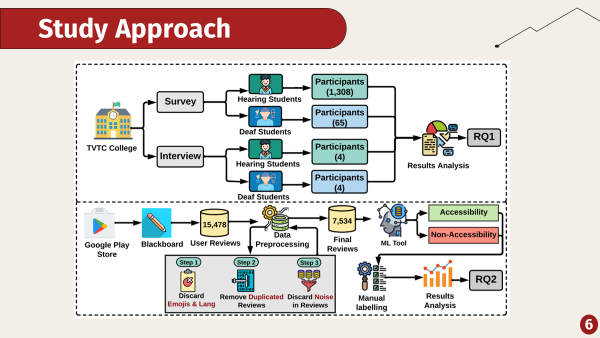 Study Approach
TVTC College
Survey
Interview
Hearing Students
Deaf Students
Hearing Students
Deaf Students
Participants
(1,308)
Participants
(65)
Participants
(4)
Participants
(4)
Results Analysis
RQ1
Google Play
Store
Blackboard
15,478
User Reviews
Data
Preprocessing
7,534
Final
Reviews
ML Tool
Accessibility
Non-Accessibility
Step 1
Discard
Emojis & Lang
Step 2
Remove Duplicated
Reviews
Step 3
Discard Noise
in Reviews
Manual
labelling
Results
Analysis
RQ2
6